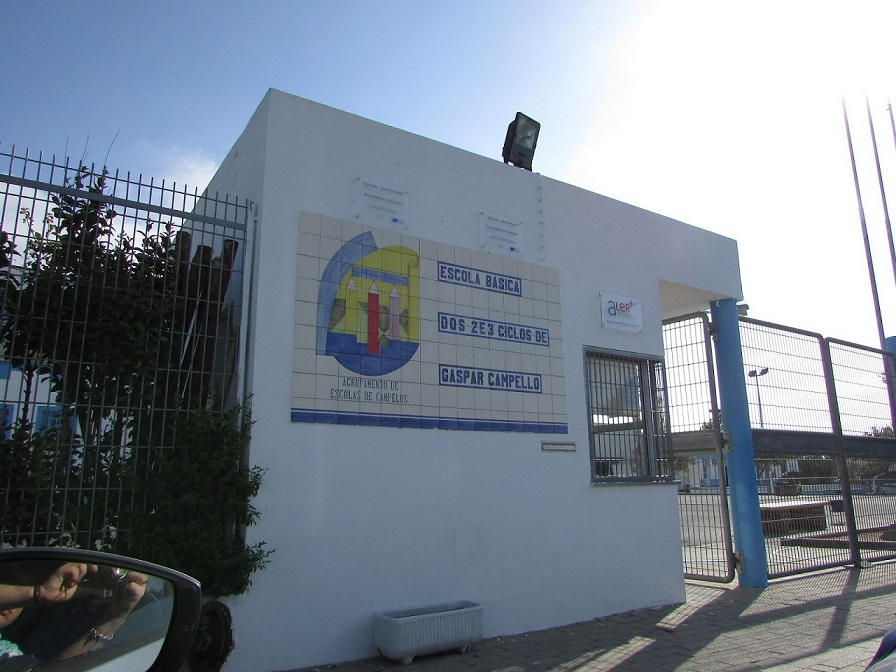 ESCOLA BÁSICA
DOS 2E3 CICLOS DE
GASPAR CAMPELLO
AGRUPAMENTO DE
ESCOLAS DE CAMPELOS
aLER+